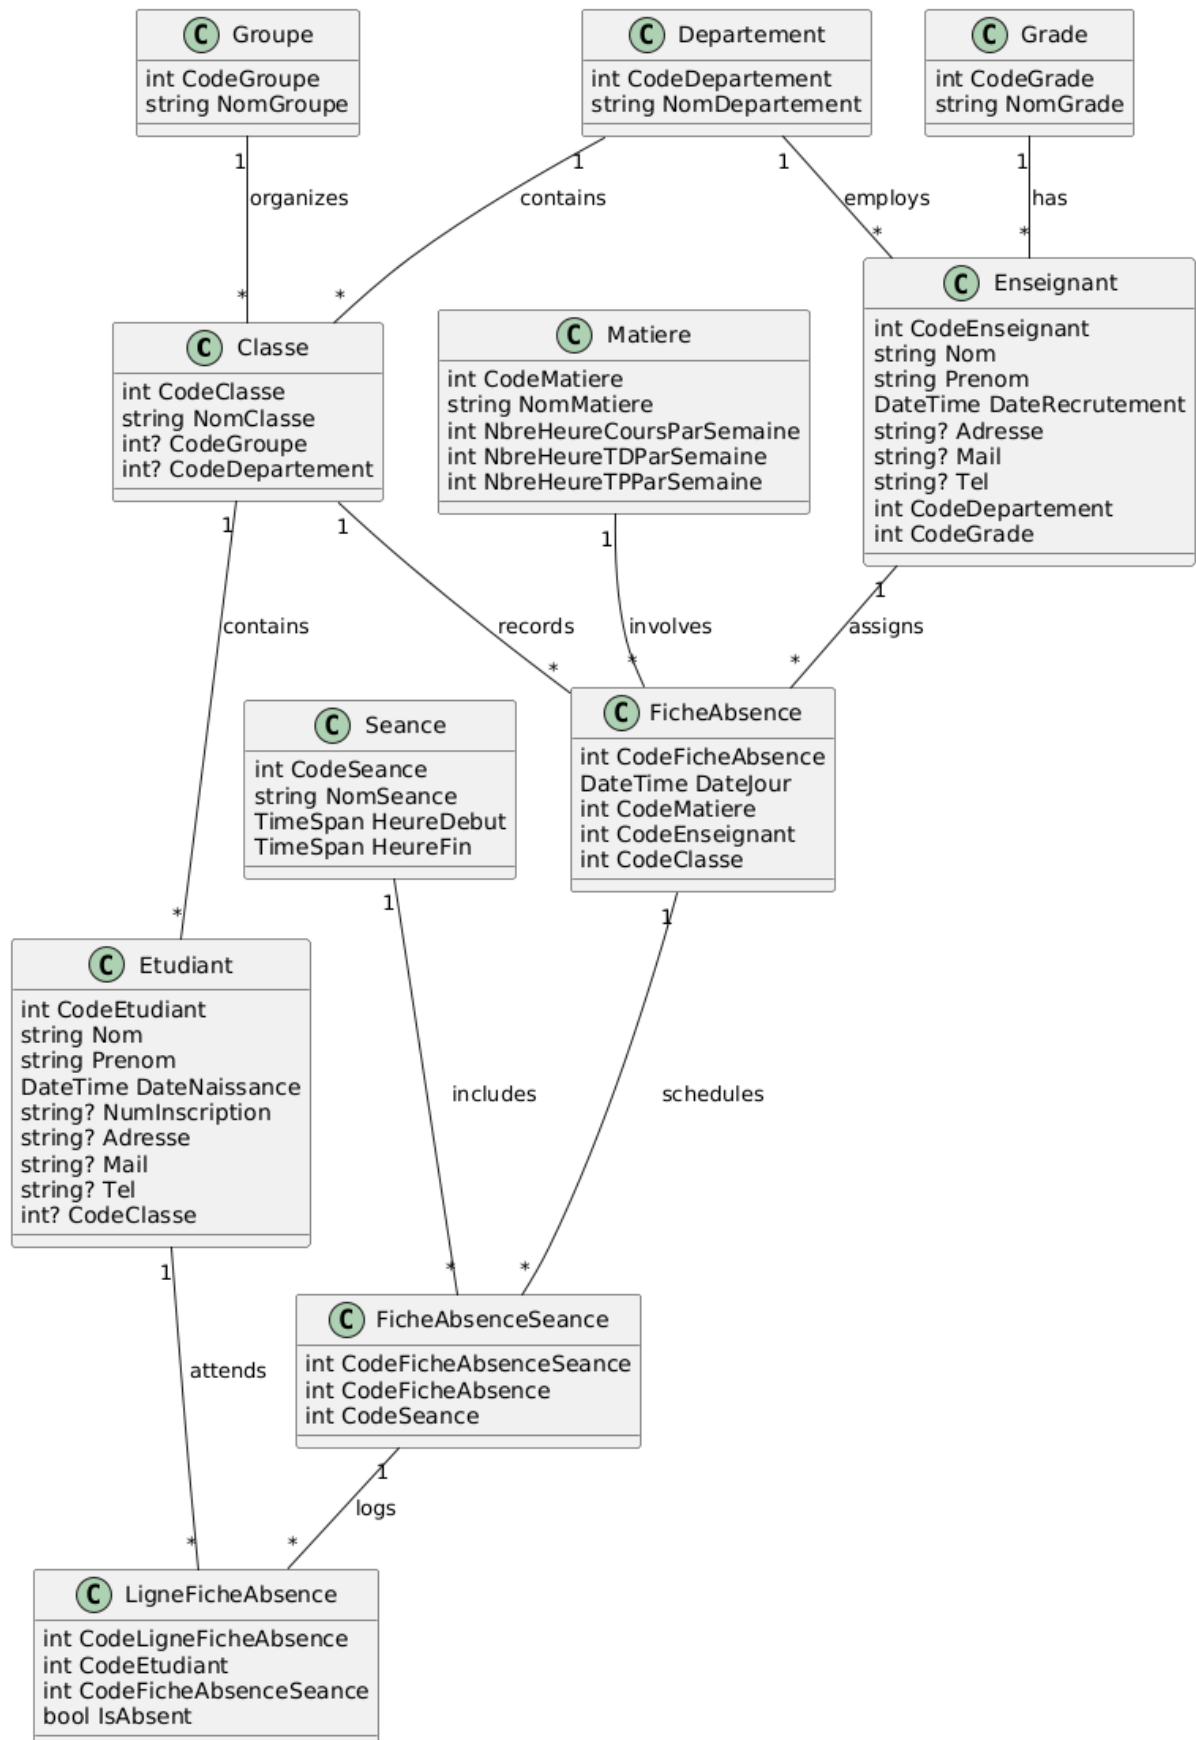 C Groupe
int CodeGroupe
string NomGroupe
C Departement
int CodeDepartement
string NomDepartement
C Grade
int CodeGrade
string NomGrade
1
organizes
*
1
contains
*
1
employs
*
1
has
*
C Classe
int CodeClasse
string NomClasse
int? CodeGroupe
int? CodeDepartement
C Matiere
int CodeMatiere
string NomMatiere
int NbreHeureCoursParSemaine
int NbreHeureTDParSemaine
int NbreHeureTPParSemaine
C Enseignant
int CodeEnseignant
string Nom
string Prenom
DateTime DateRecrutement
string? Adresse
string? Mail
string? Tel
int CodeDepartement
int CodeGrade
1
contains
*
1
records
*
1
involves
*
1
assigns
*
C Seance
int CodeSeance
string NomSeance
TimeSpan HeureDebut
TimeSpan HeureFin
C FicheAbsence
int CodeFicheAbsence
DateTime DateJour
int CodeMatiere
int CodeEnseignant
int CodeClasse
C Etudiant
int CodeEtudiant
string Nom
string Prenom
DateTime DateNaissance
string? NumInscription
string? Adresse
string? Mail
string? Tel
int? CodeClasse
1
includes
*
1
schedules
*
C FicheAbsenceSeance
int CodeFicheAbsenceSeance
int CodeFicheAbsence
int CodeSeance
1
attends
*
1
logs
*
C LigneFicheAbsence
int CodeLigneFicheAbsence
int CodeEtudiant
int CodeFicheAbsenceSeance
bool IsAbsent